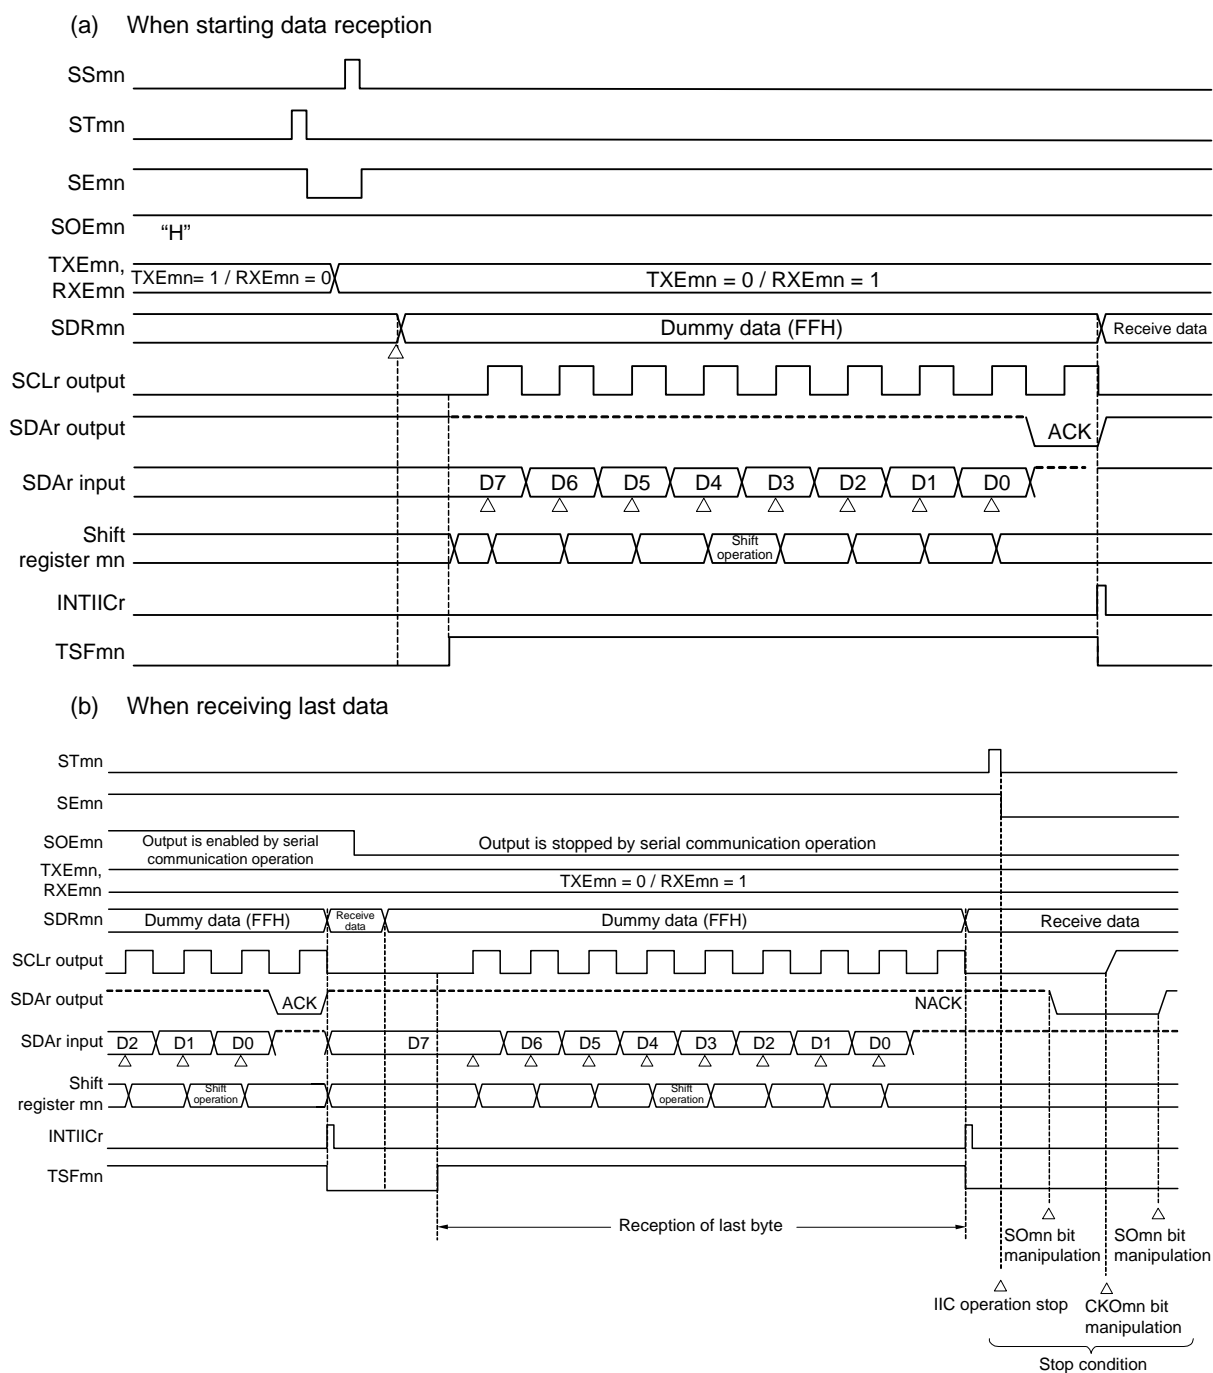 (a) When starting data reception
SSmn
STmn
SEmn
SOEmn “H”
TXEmn,
RXEmn
TXEmn= 1 / RXEmn = 0 TXEmn = 0 / RXEmn = 1
SDRmn Dummy data (FFH) Receive data
SCLr output
SDAr output ACK
SDAr input D7 D6 D5 D4 D3 D2 D1 D0
Shift
register mn
Shift
operation
INTIICr
TSFmn
(b) When receiving last data
STmn
SEmn
SOEmn
Output is enabled by serial
communication operation
Output is stopped by serial communication operation
TXEmn,
RXEmn
TXEmn = 0 / RXEmn = 1
SDRmn Dummy data (FFH) Receive
data
Dummy data (FFH) Receive data
SCLr output
SDAr output ACK NACK
SDAr input D2 D1 D0 D7 D6 D5 D4 D3 D2 D1 D0
Shift
register mn
Shift
operation
Shift
operation
INTIICr
TSFmn
Reception of last byte
SOmn bit
manipulation
SOmn bit
manipulation
IIC operation stop
CKOmn bit
manipulation
Stop condition